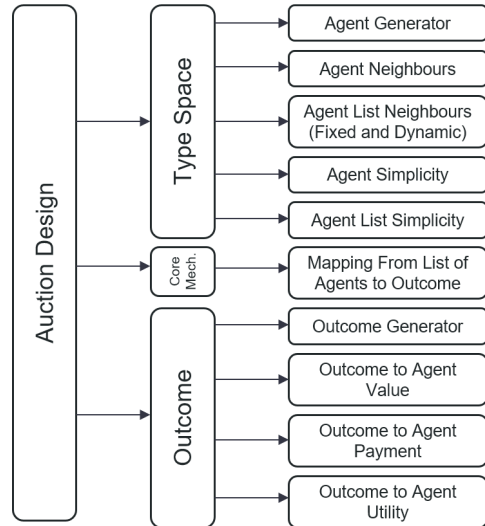 Auction Design
Type Space
Agent Generator
Agent Neighbours
Agent List Neighbours
(Fixed and Dynamic)
Agent Simplicity
Agent List Simplicity
Core
Mech.
Mapping From List of
Agents to Outcome
Outcome
Outcome Generator
Outcome to Agent
Value
Outcome to Agent
Payment
Outcome to Agent
Utility